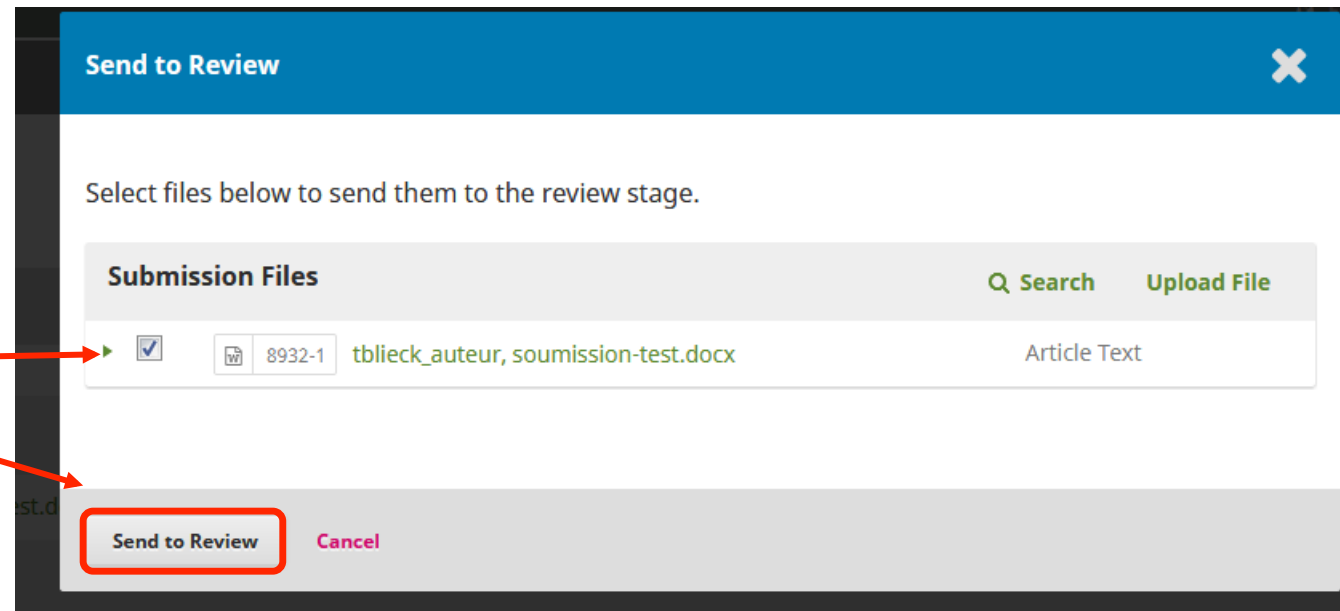 Send to Review
Select files below to send them to the review stage.
Submission Files Search Upload File
8932-1 tblieck_auteur, soumission-test.docx Article Text
est.d
Send to Review Cancel